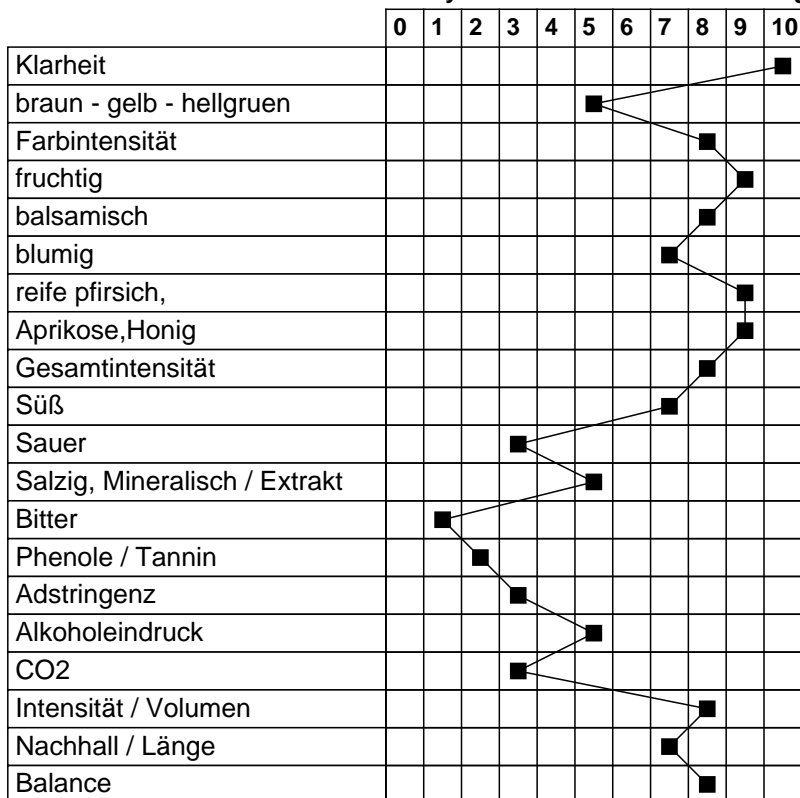 0 1 2 3 4 5 6 7 8 9 10
Klarheit
braun - gelb - hellgruen
Farbintensität
fruchtig
balsamisch
blumig
reife pfirsich,
Aprikose,Honig
Gesamtintensität
Süß
Sauer
Salzig, Mineralisch / Extrakt
Bitter
Phenole / Tannin
Adstringenz
Alkoholeindruck
CO2
Intensität / Volumen
Nachhall / Länge
Balance